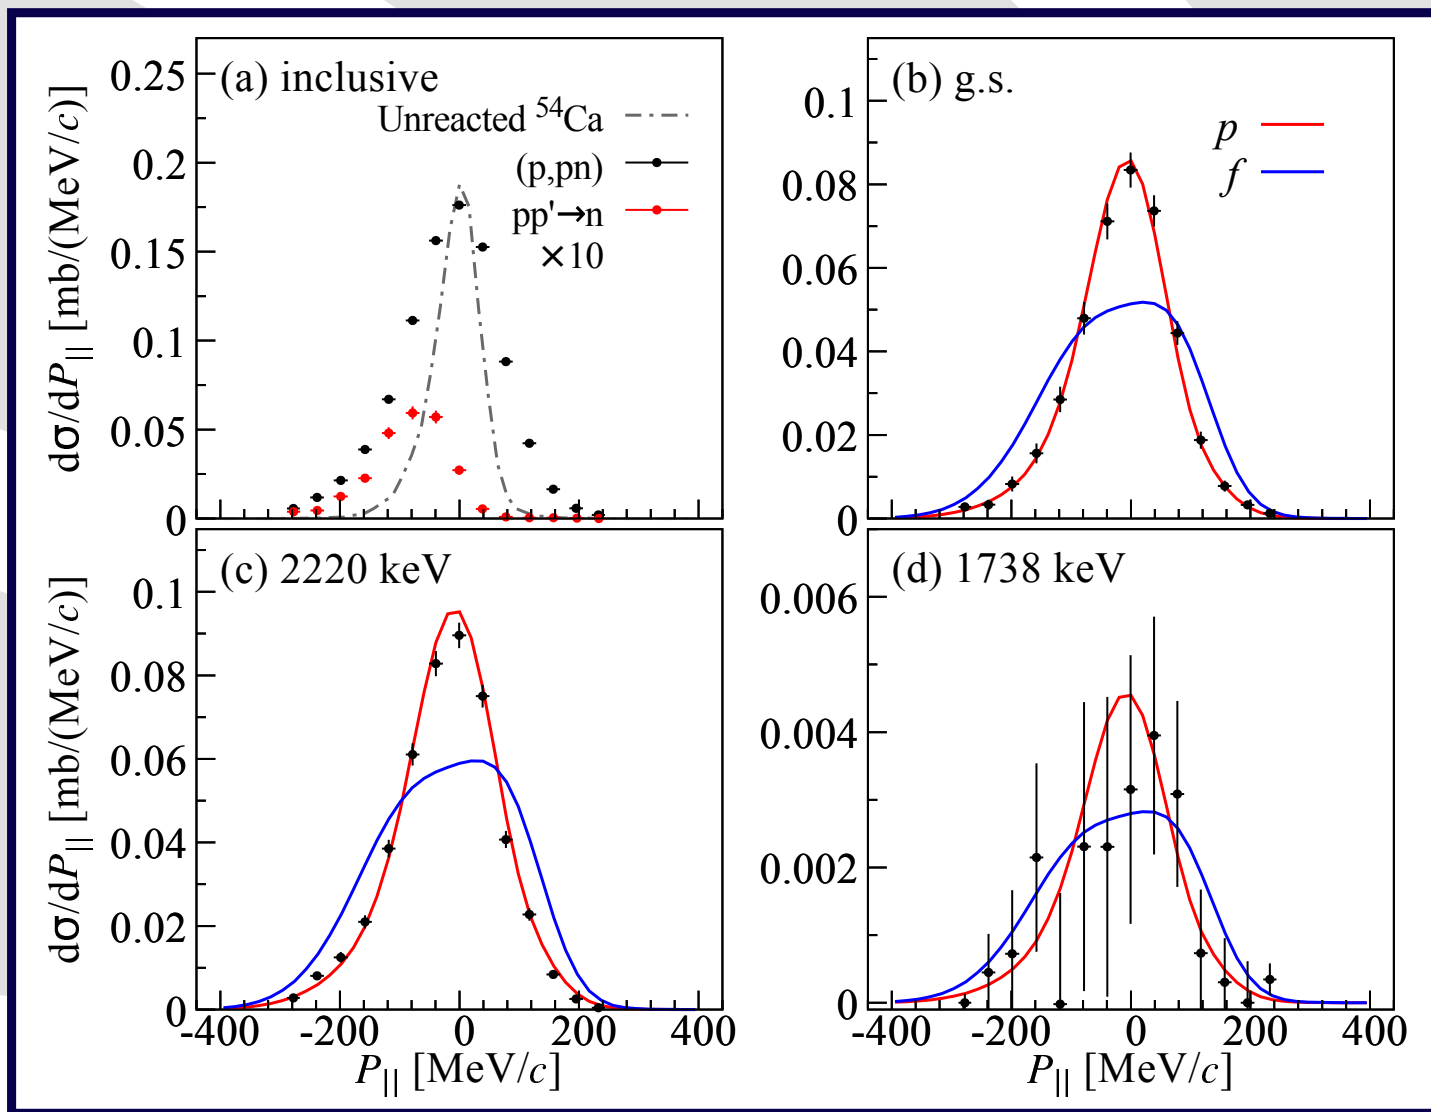 (a) inclusive
Unreacted ⁵⁴Ca
(p,pn)
pp'→n
×10
dσ/dP|| [mb/(MeV/c)]
0.25
0.2
0.15
0.1
0.05
0
(b) g.s.
p
f
0.1
0.08
0.06
0.04
0.02
0
(c) 2220 keV
dσ/dP|| [mb/(MeV/c)]
0.1
0.08
0.06
0.04
0.02
0
-400 -200 0 200
P|| [MeV/c]
(d) 1738 keV
0.006
0.004
0.002
0
-400 -200 0 200 400
P|| [MeV/c]